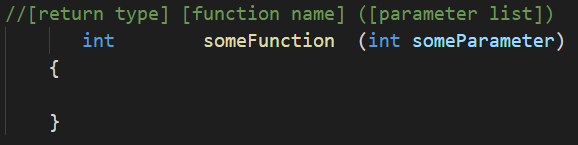 //[return type] [function name] ([parameter list])
int someFunction (int someParameter)
{
}